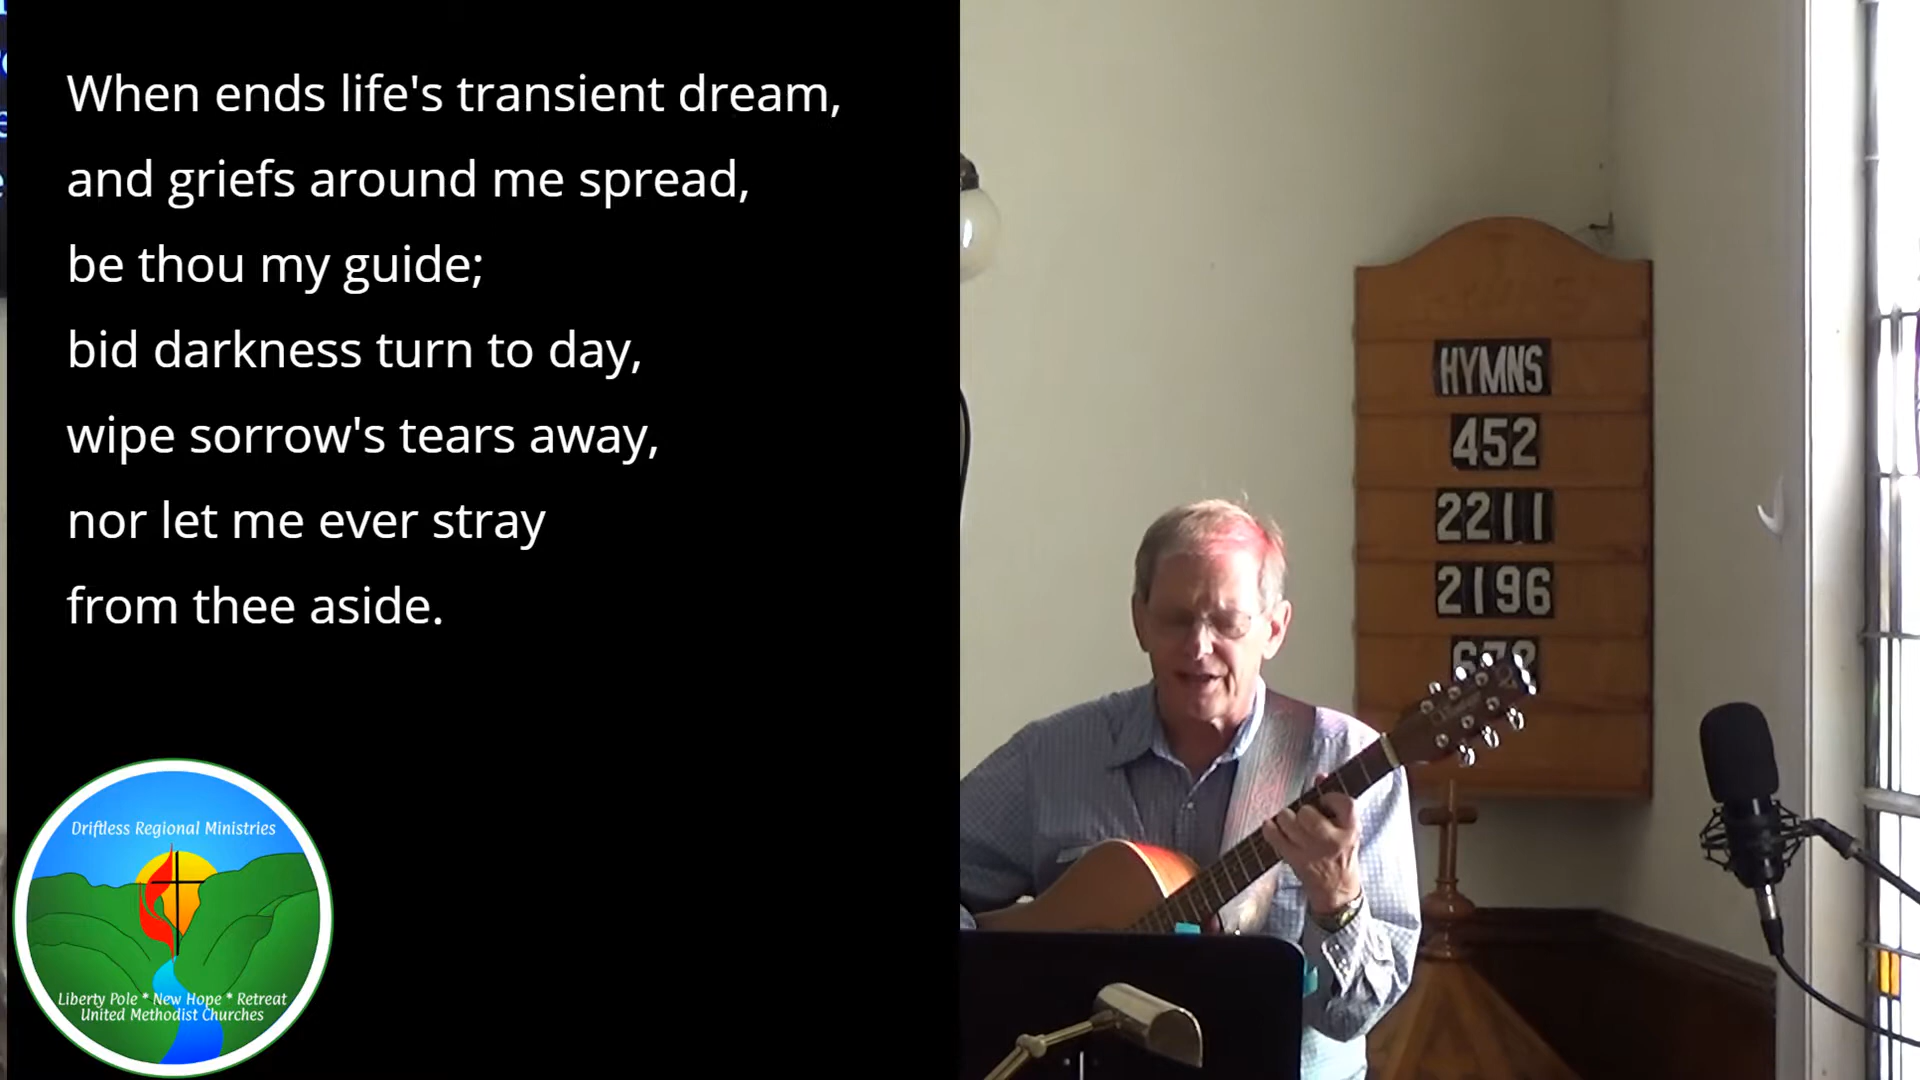 When ends life's transient dream,
and griefs around me spread,
be thou my guide;
bid darkness turn to day,
wipe sorrow's tears away,
nor let me ever stray
from thee aside.
Driftless Regional Ministries
Liberty Pole * New Hope * Retreat
United Methodist Churches
HYMNS
452
2211
2196